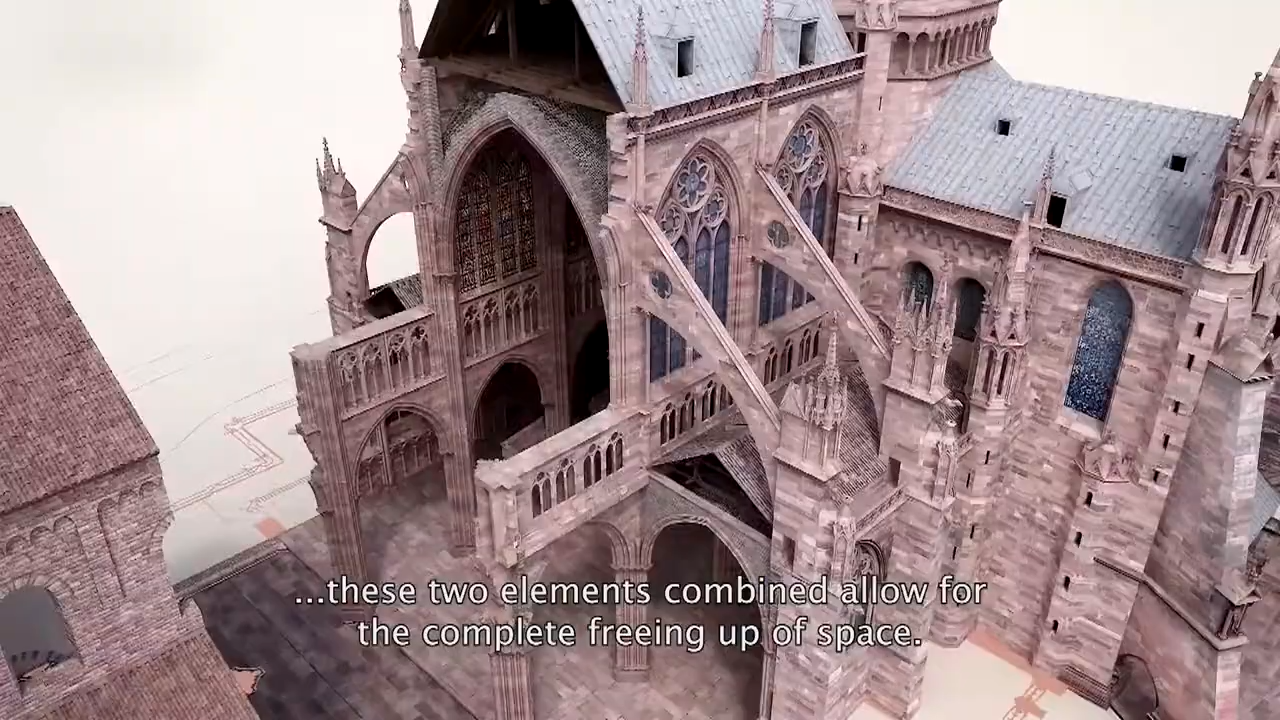 ...these two elements combined allow for
the complete freeing up of space.